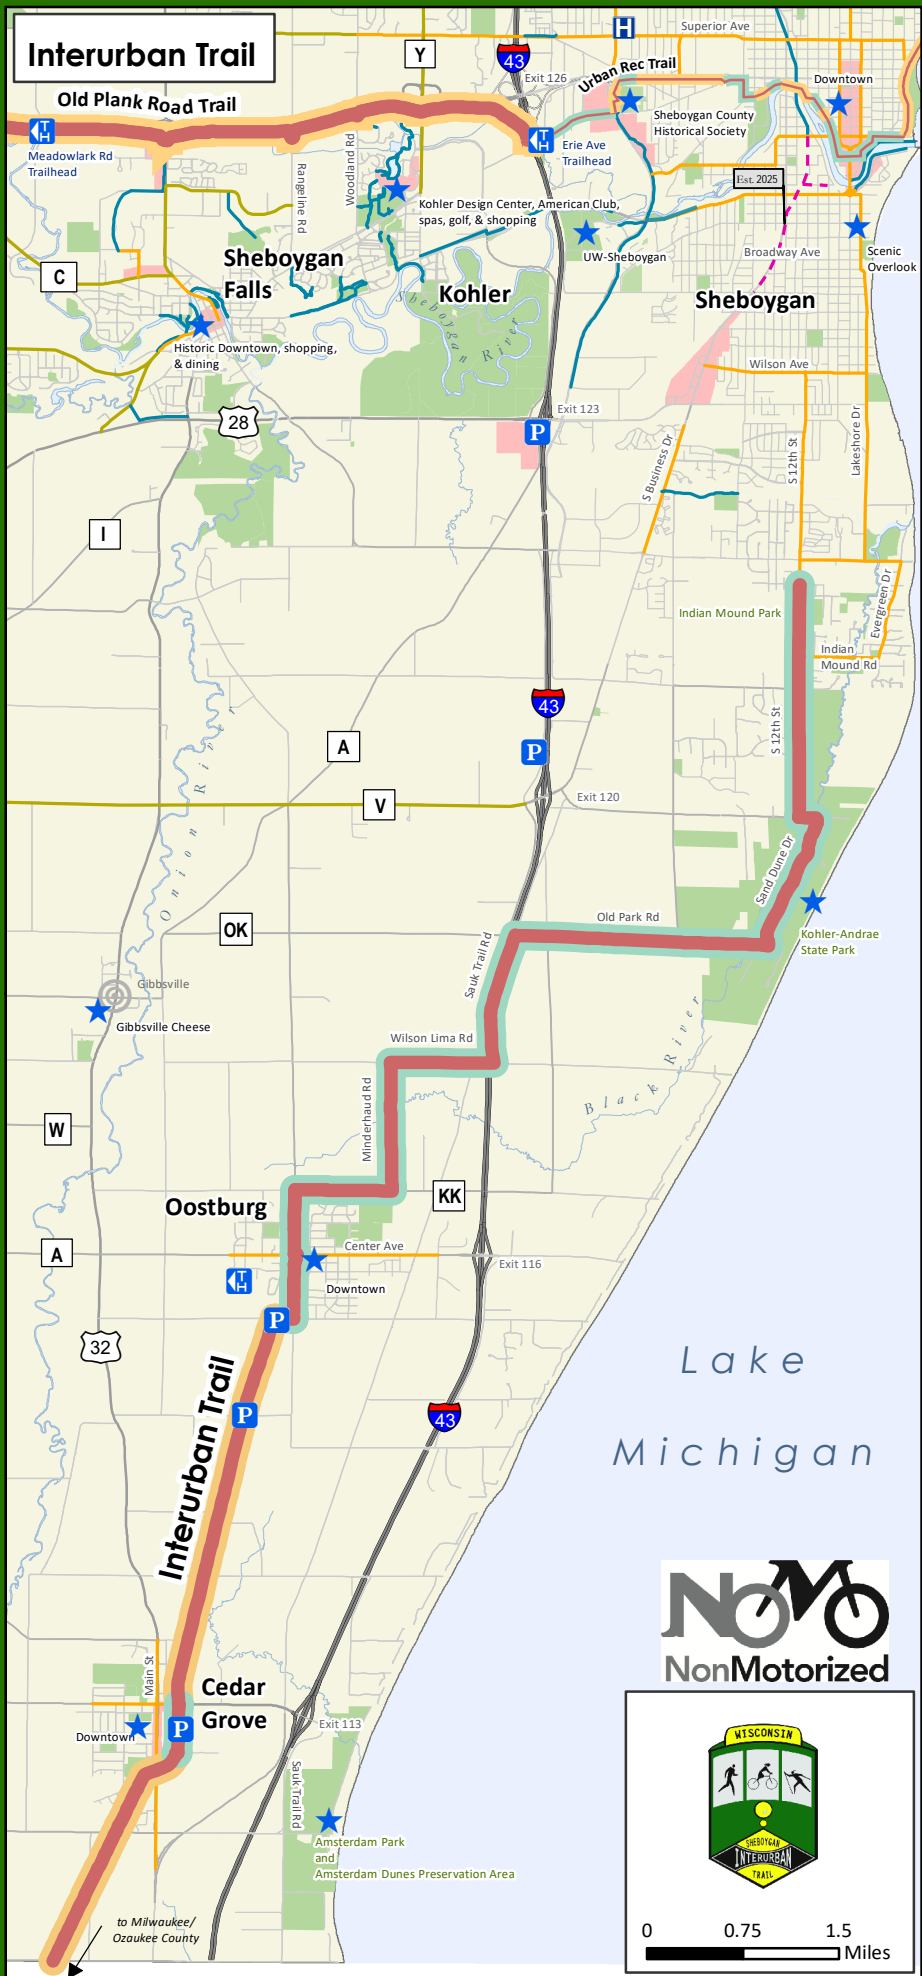 Interurban Trail
Y
43
Exit 126
H
Superior Ave
Old Plank Road Trail
Urban Rec Trail
Downtown
TH
Meadowlark Rd
Trailhead
Rangeline Rd
Woodland Rd
TH
Erie Ave
Trailhead
Sheboygan County
Historical Society
Est. 2025
Kohler Design Center, American Club,
spas, golf, & shopping
UW-Sheboygan
Broadway Ave
Scenic
Overlook
C
Sheboygan
Falls
Kohler
Sheboygan River
Sheboygan
Historic Downtown, shopping,
& dining
Wilson Ave
28
Exit 123
P
S Business Dr
S 12th St
Lakeshore Dr
I
Indian Mound Park
Evergreen Dr
Indian
Mound Rd
43
Onion River
A
P
S 12th St
V
Exit 120
Sand Dune Dr
OK
Sauk Trail Rd
Old Park Rd
Kohler-Andrae
State Park
Gibbsville
Gibbsville Cheese
Wilson Lima Rd
Black River
W
Minderhaud Rd
Oostburg
KK
A
Center Ave
Exit 116
TH
Downtown
P
32
Lake
Michigan
Interurban Trail
P
43
NOMO
NonMotorized
Main St
Cedar
Grove
Downtown
P
Exit 113
Sauk Trail Rd
Amsterdam Park
and
Amsterdam Dunes Preservation Area
WISCONSIN
SHEBOYGAN
INTERURBAN
TRAIL
to Milwaukee/
Ozaukee County
0 0.75 1.5
Miles